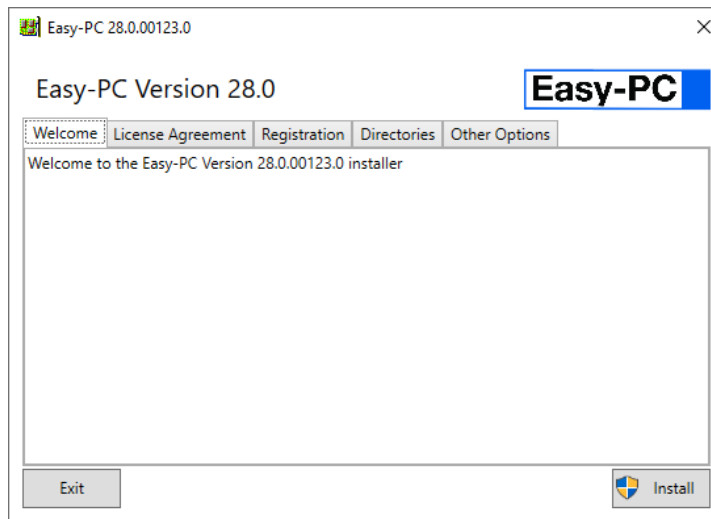 Easy-PC 28.0.00123.0
Easy-PC Version 28.0
Easy-PC
Welcome License Agreement Registration Directories Other Options
Welcome to the Easy-PC Version 28.0.00123.0 installer
Exit Install